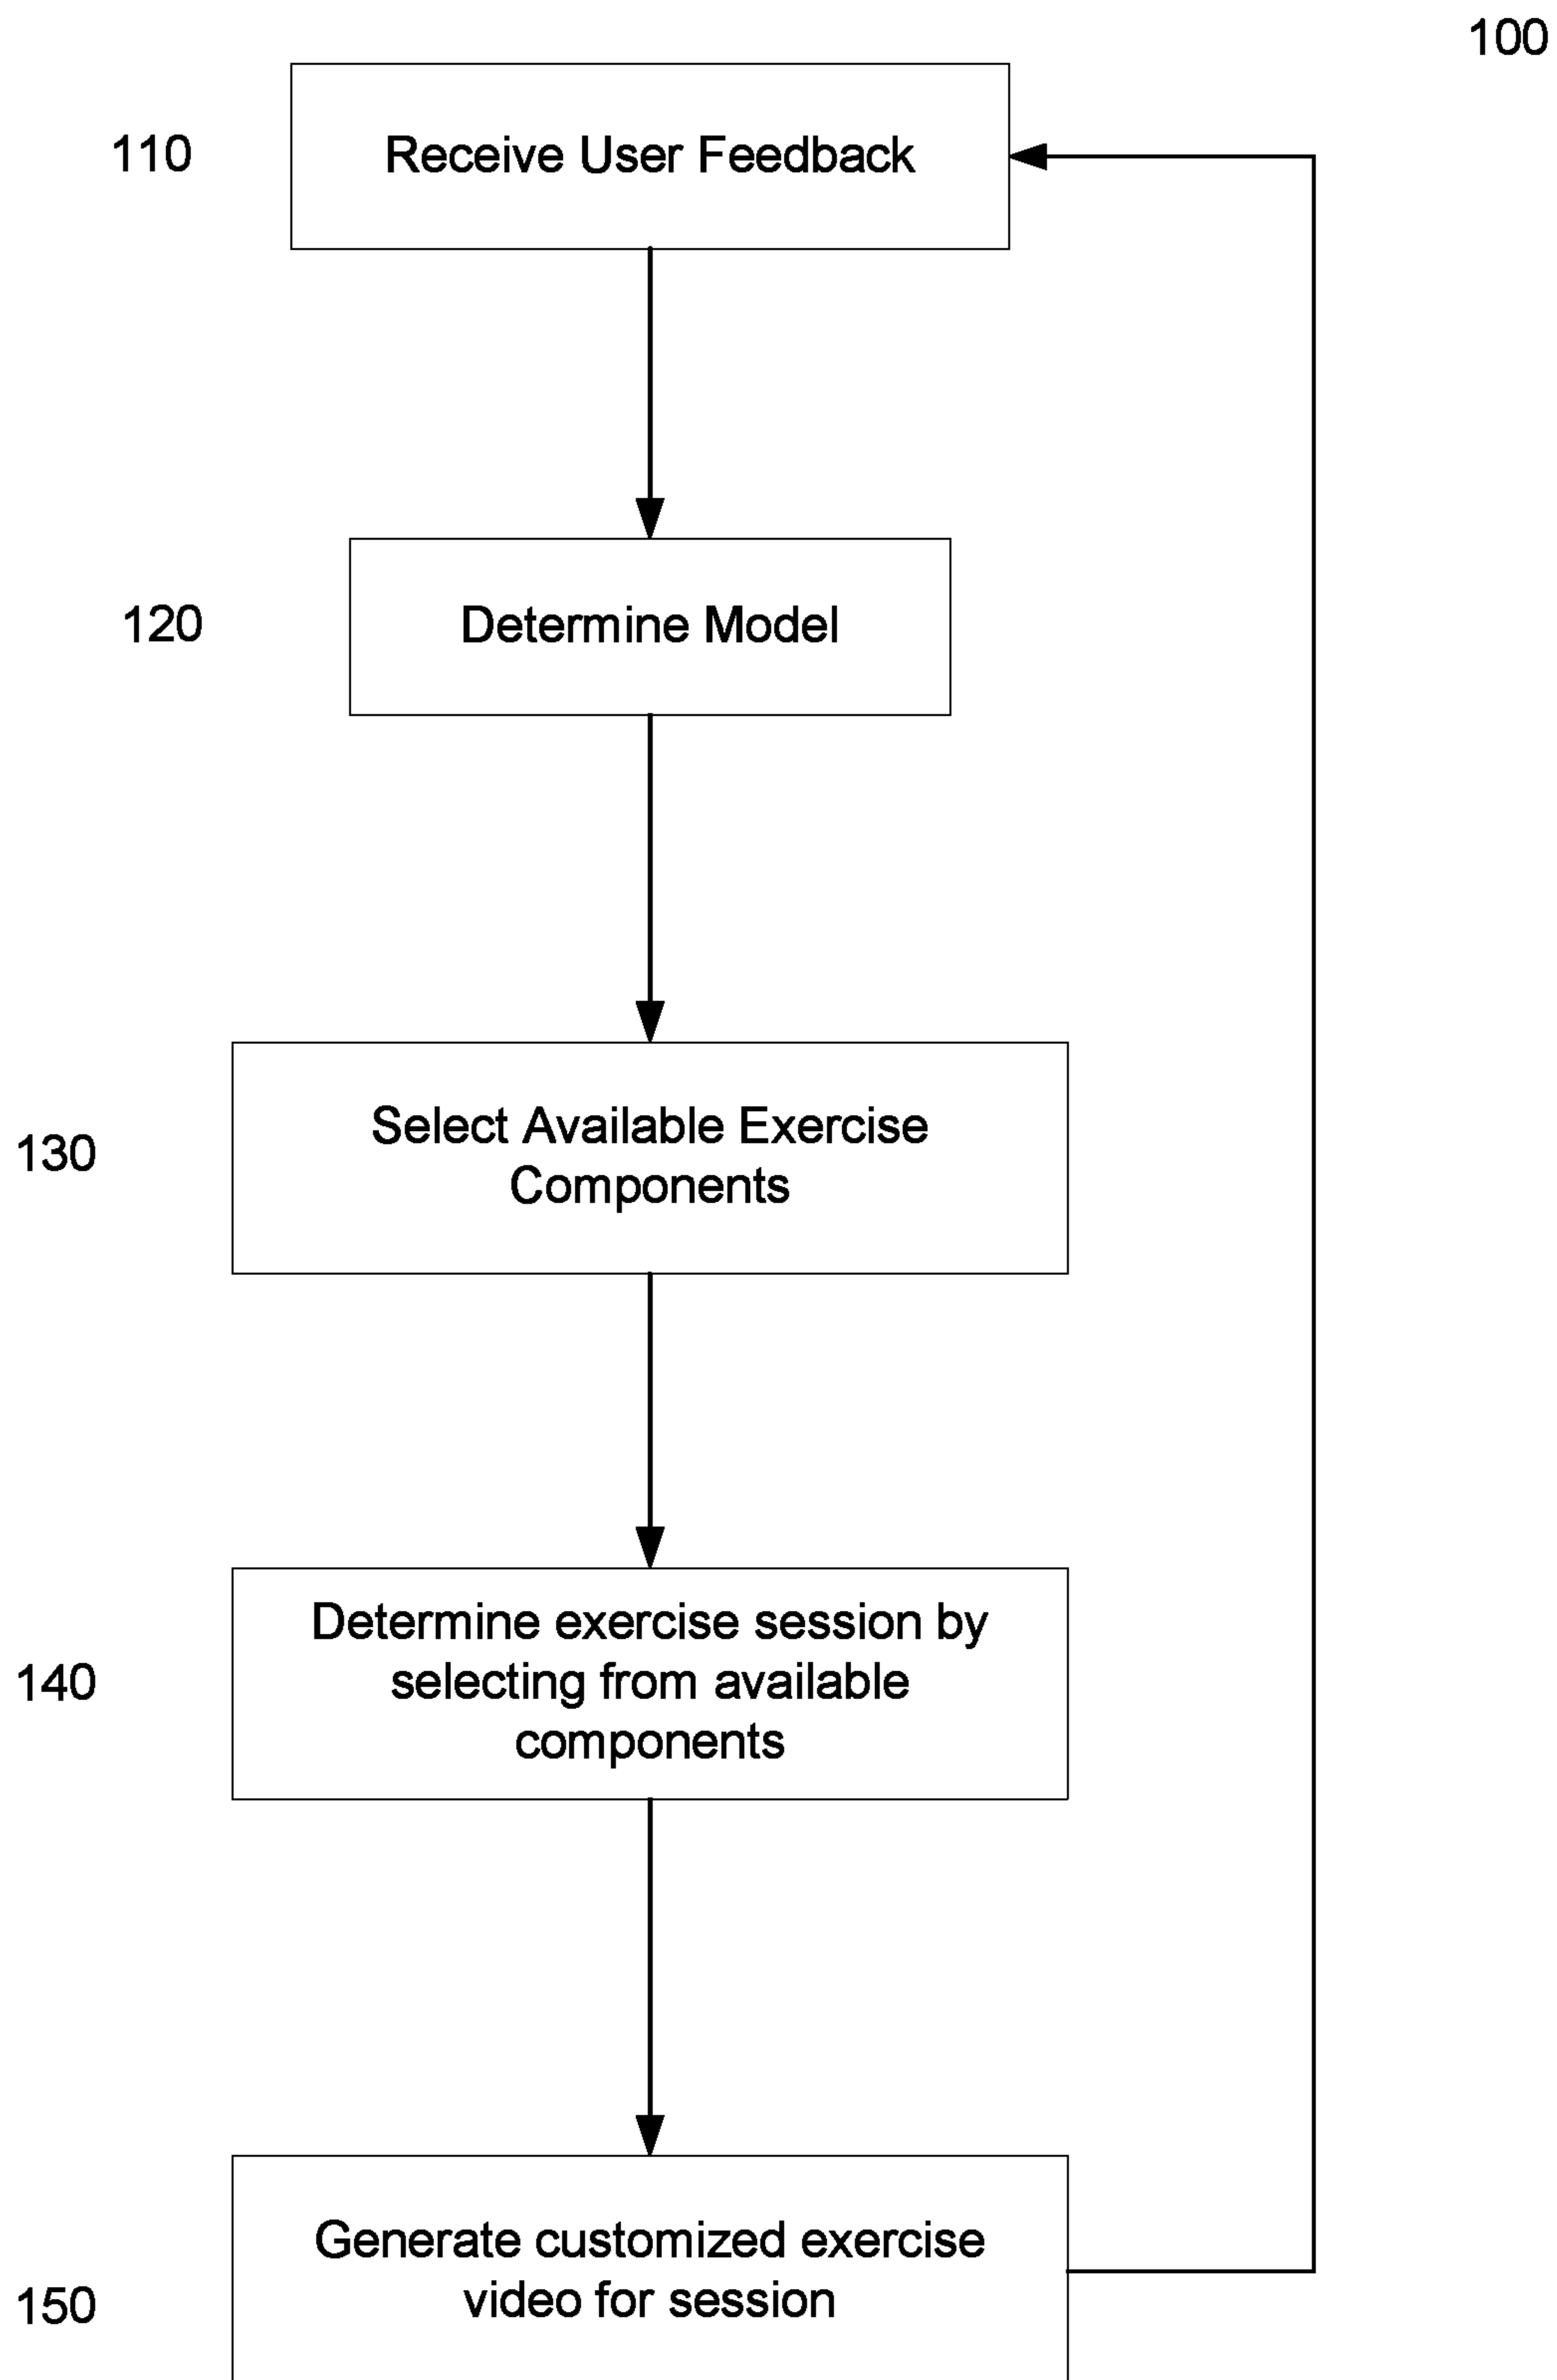 100
110
Receive User Feedback
120
Determine Model
Select Available Exercise
130
Components
Determine exercise session by
140
selecting from available
components
Generate customized exercise
150
video for session